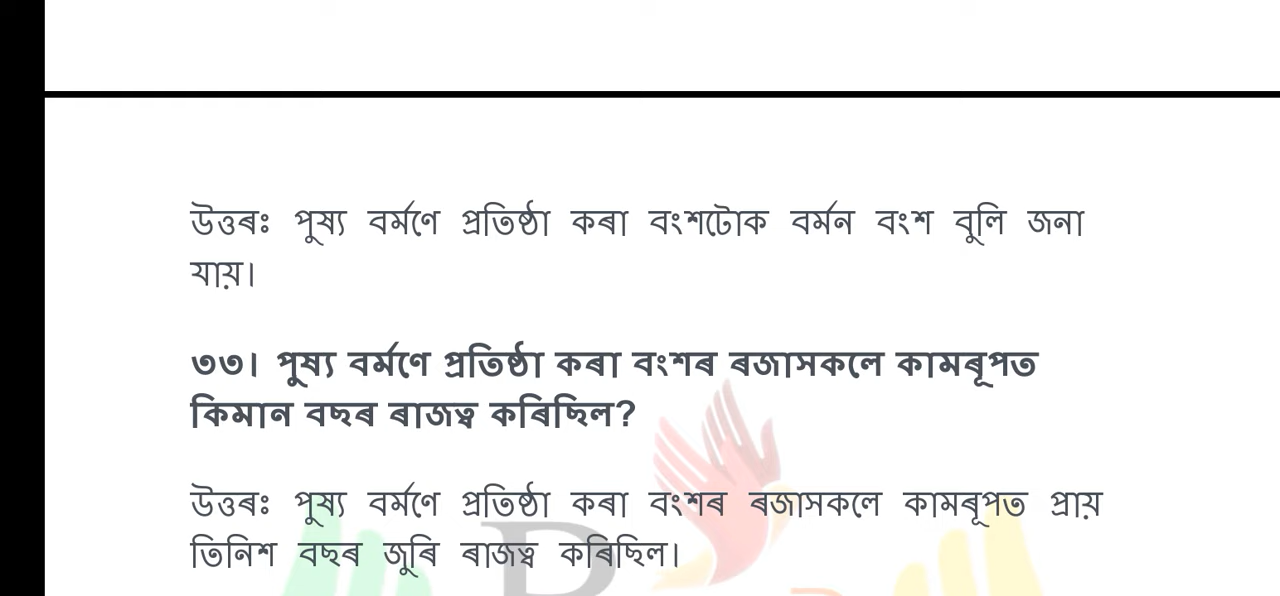 উত্তৰঃ পুষ্য বৰ্মণে প্ৰতিষ্ঠা কৰা বংশটোক বৰ্মন বংশ বুলি জনা
যায়।
৩৩। পুষ্য বৰ্মণে প্ৰতিষ্ঠা কৰা বংশৰ ৰজাসকলে কামৰূপত
কিমান বছৰ ৰাজত্ব কৰিছিল?
উত্তৰঃ পুষ্য বৰ্মণে প্ৰতিষ্ঠা কৰা বংশৰ ৰজাসকলে কামৰূপত প্ৰায়
তিনিশ বছৰ জুৰি ৰাজত্ব কৰিছিল।